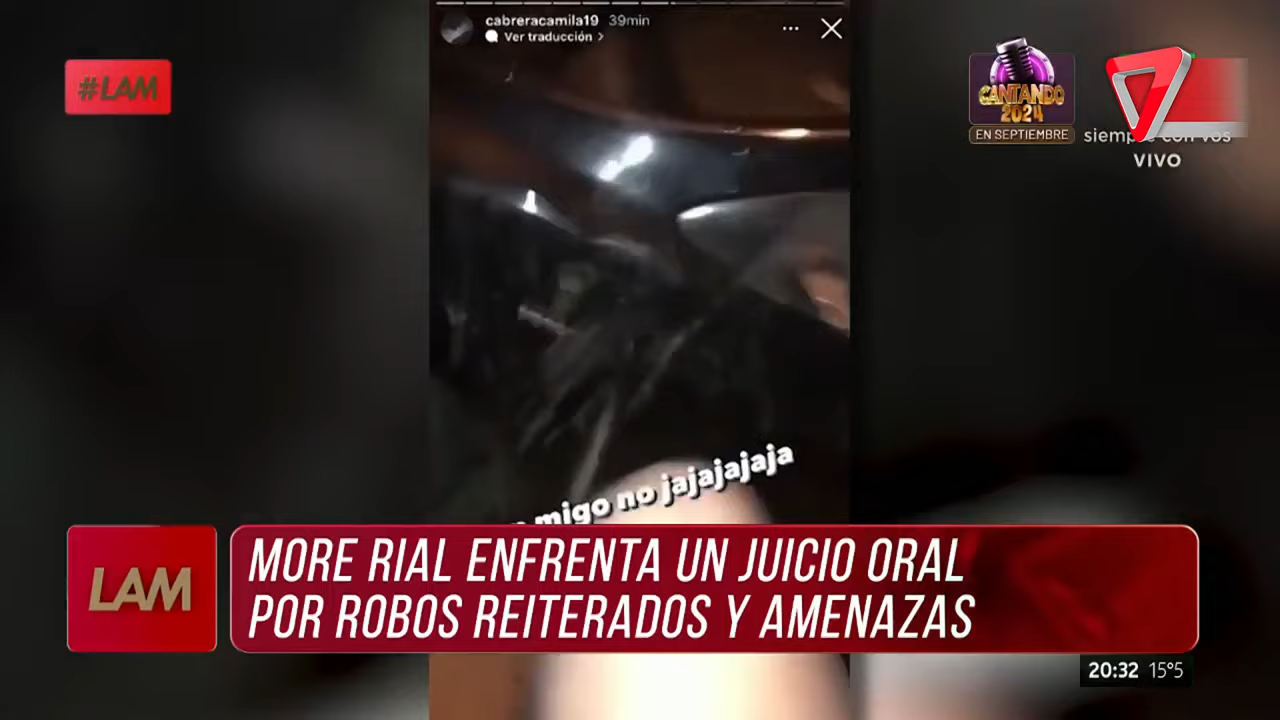 cabreracamila19 39min
Ver traducción >
#LAM
CANTANDO
2024
EN SEPTIEMBRE
siempre con vos
VIVO
migo no jajajajaja
LAM
MORE RIAL ENFRENTA UN JUICIO ORAL
POR ROBOS REITERADOS Y AMENAZAS
20:32 15°5